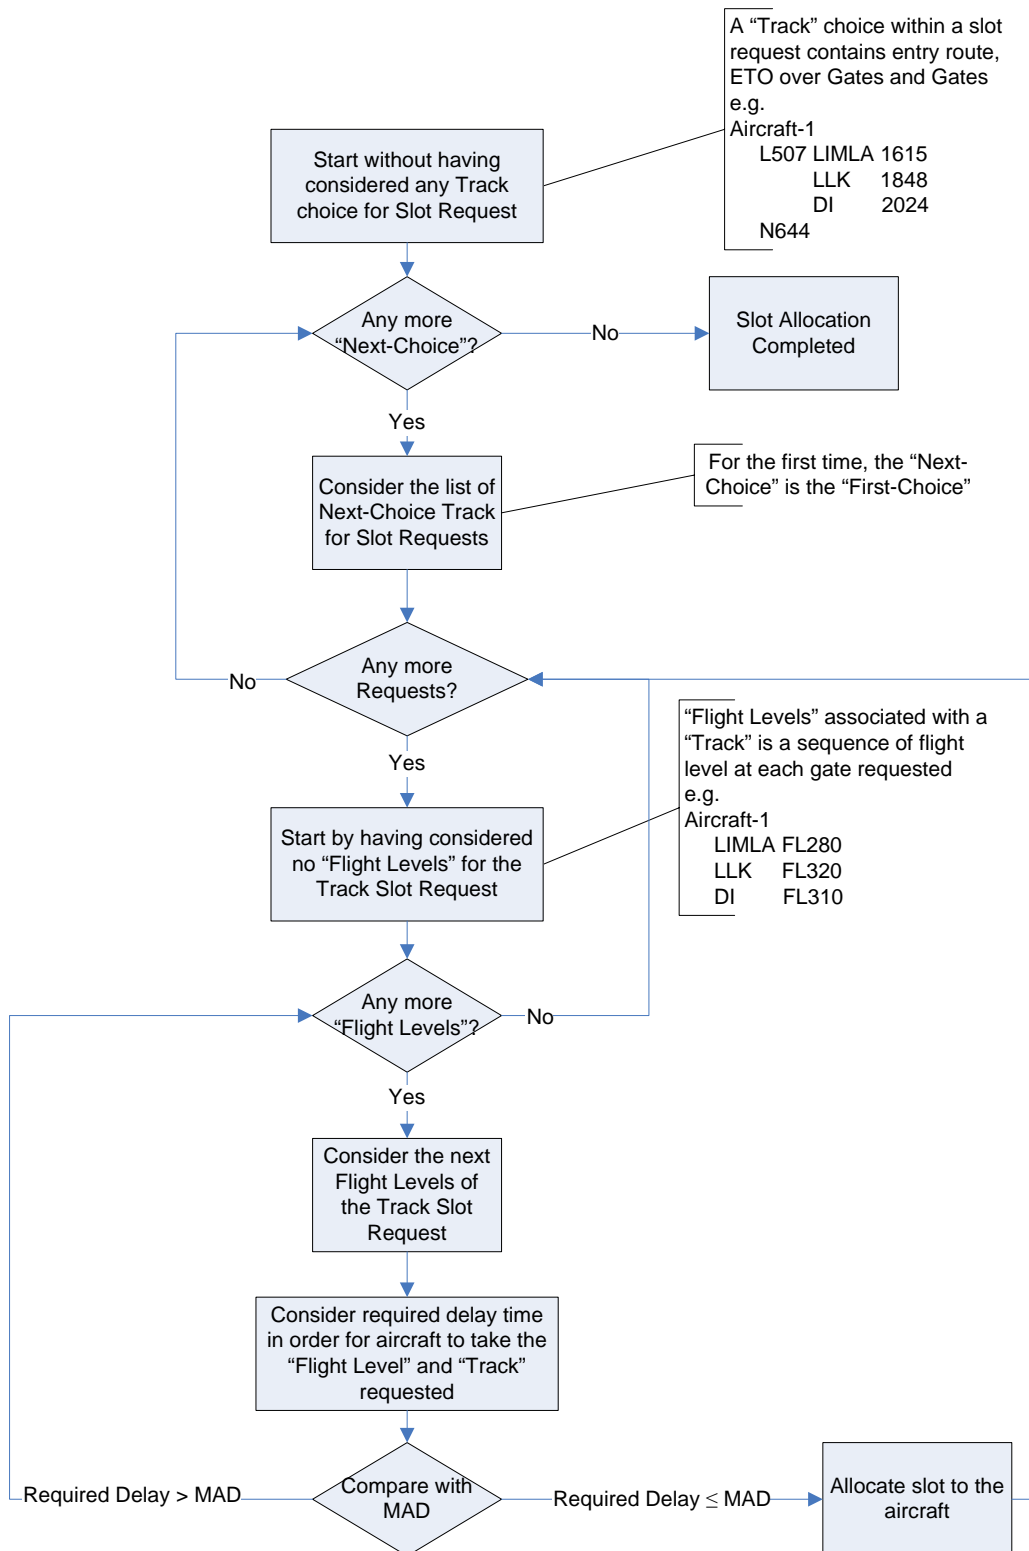 A “Track” choice within a slot
request contains entry route,
ETO over Gates and Gates
e.g.
Aircraft-1
L507 LIMLA 1615
LLK 1848
DI 2024
N644
Start without having
considered any Track
choice for Slot Request
Any more
“Next-Choice”?
No
Slot Allocation
Completed
Yes
Consider the list of
Next-Choice Track
for Slot Requests
For the first time, the “Next-
Choice” is the “First-Choice”
Any more
Requests?
No
Yes
“Flight Levels” associated with a
“Track” is a sequence of flight
level at each gate requested
e.g.
Aircraft-1
LIMLA FL280
LLK FL320
DI FL310
Start by having considered
no “Flight Levels” for the
Track Slot Request
Any more
“Flight Levels”?
No
Yes
Consider the next
Flight Levels of
the Track Slot
Request
Consider required delay time
in order for aircraft to take the
“Flight Level” and “Track”
requested
Compare with
MAD
Required Delay > MAD
Required Delay ≤ MAD
Allocate slot to the
aircraft